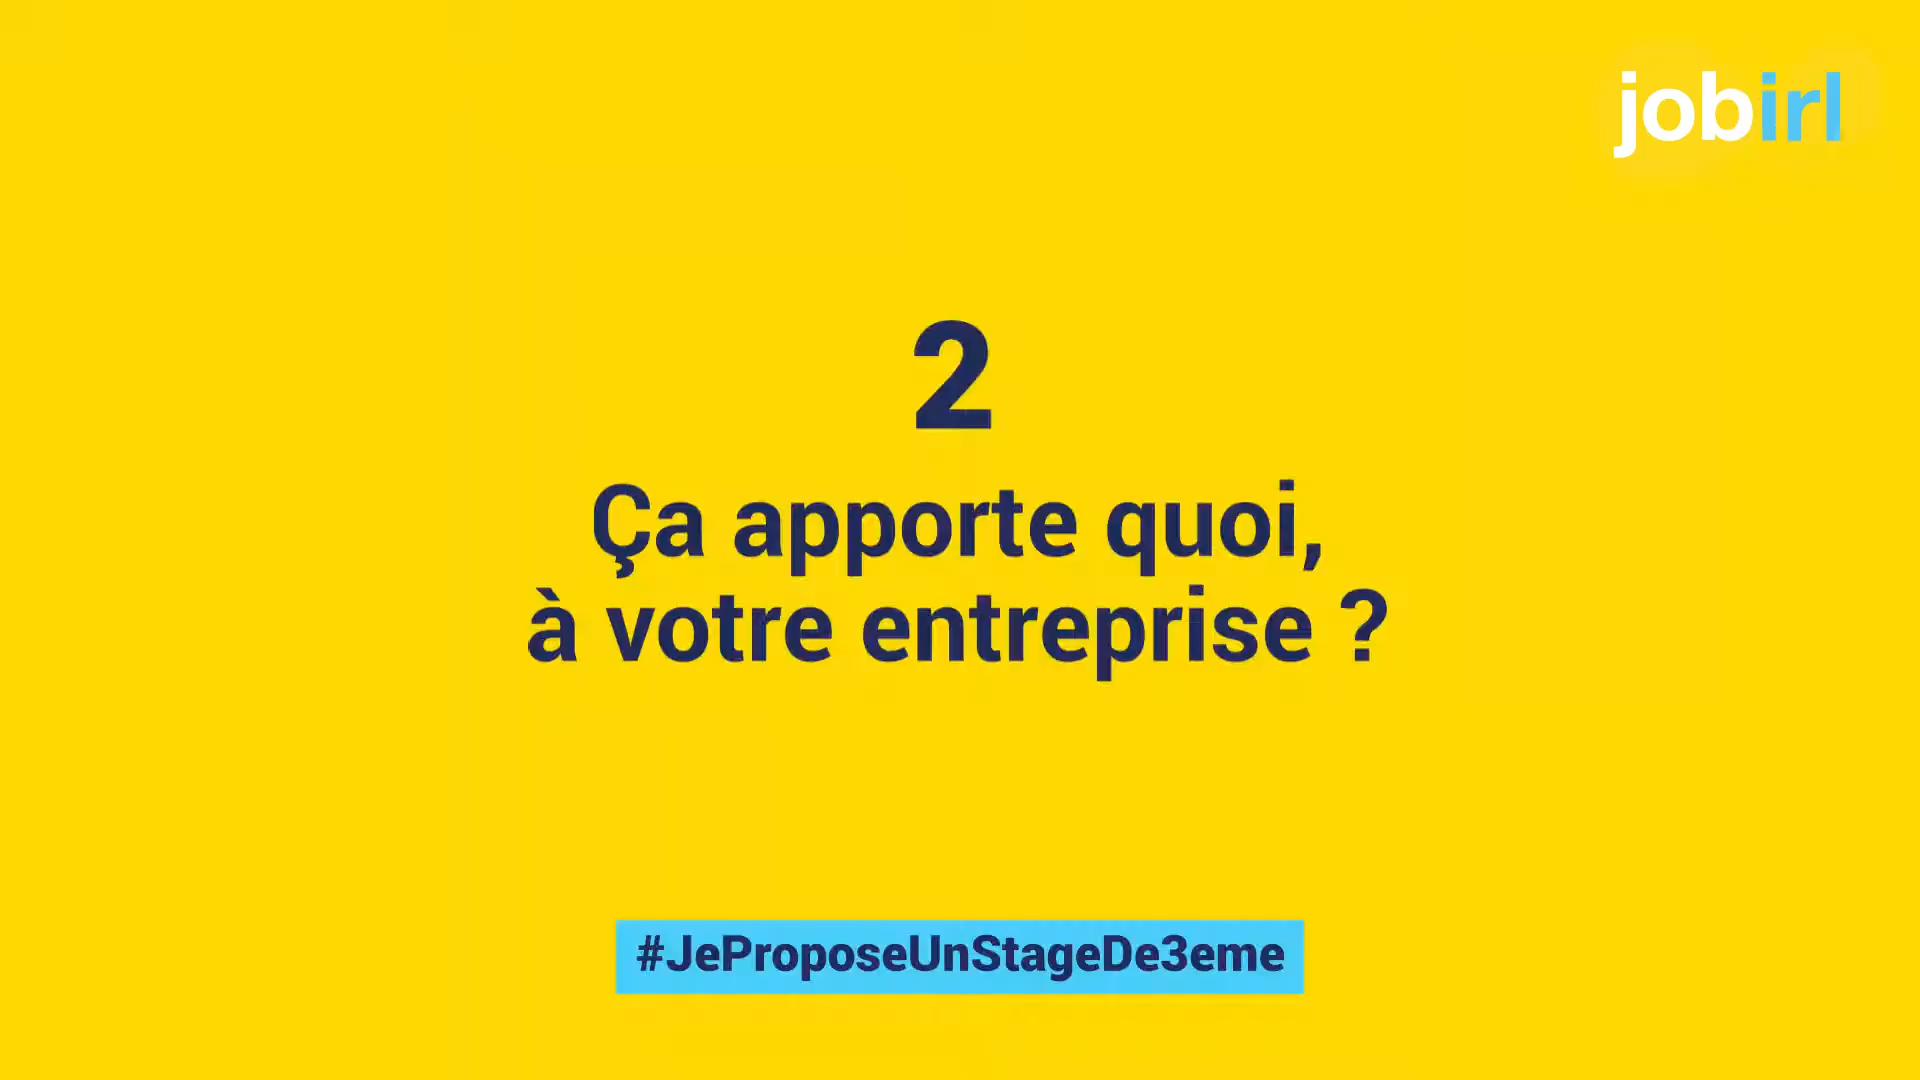 jobirl
2
Ça apporte quoi,
à votre entreprise ?
#JeProposeUnStageDe3eme